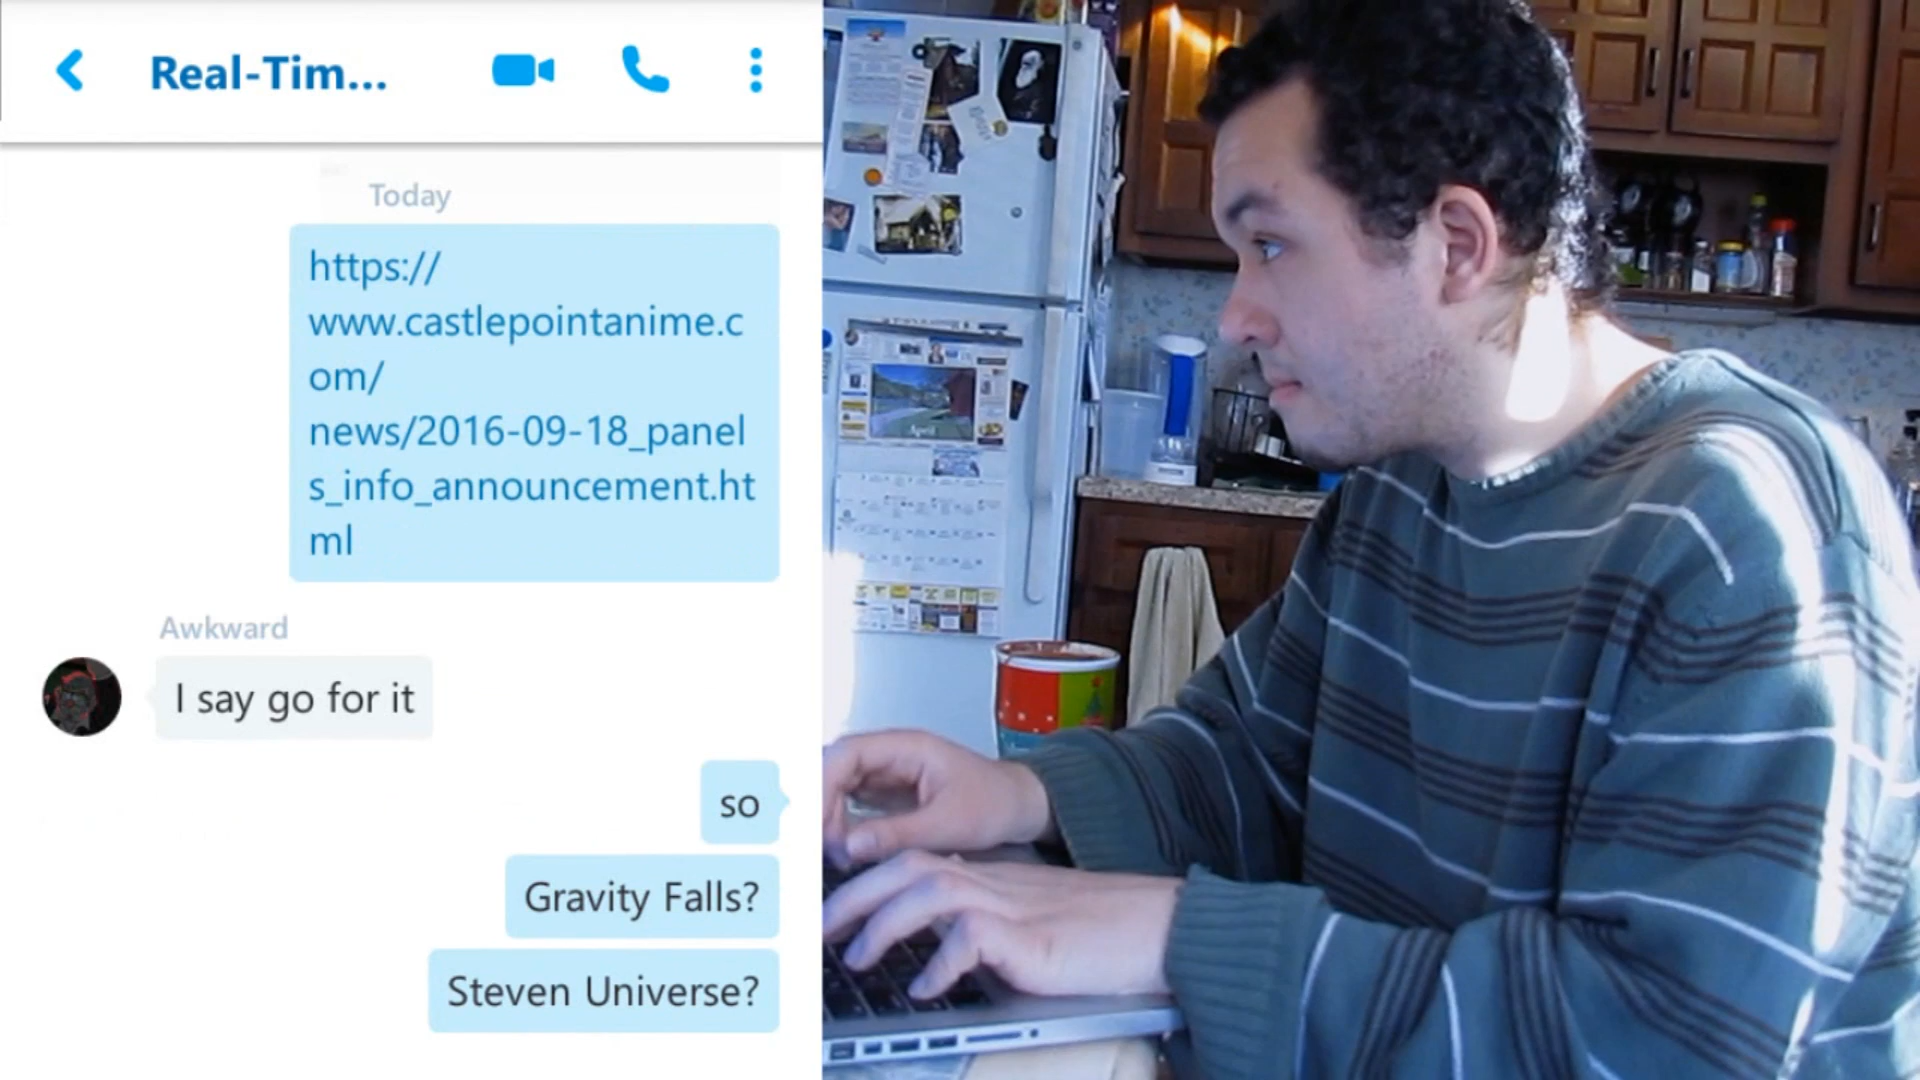 Real-Tim...
Today
https://
www.castlepointanime.c
om/
news/2016-09-18_panel
s_info_announcement.ht
ml
Awkward
I say go for it
so
Gravity Falls?
Steven Universe?
April